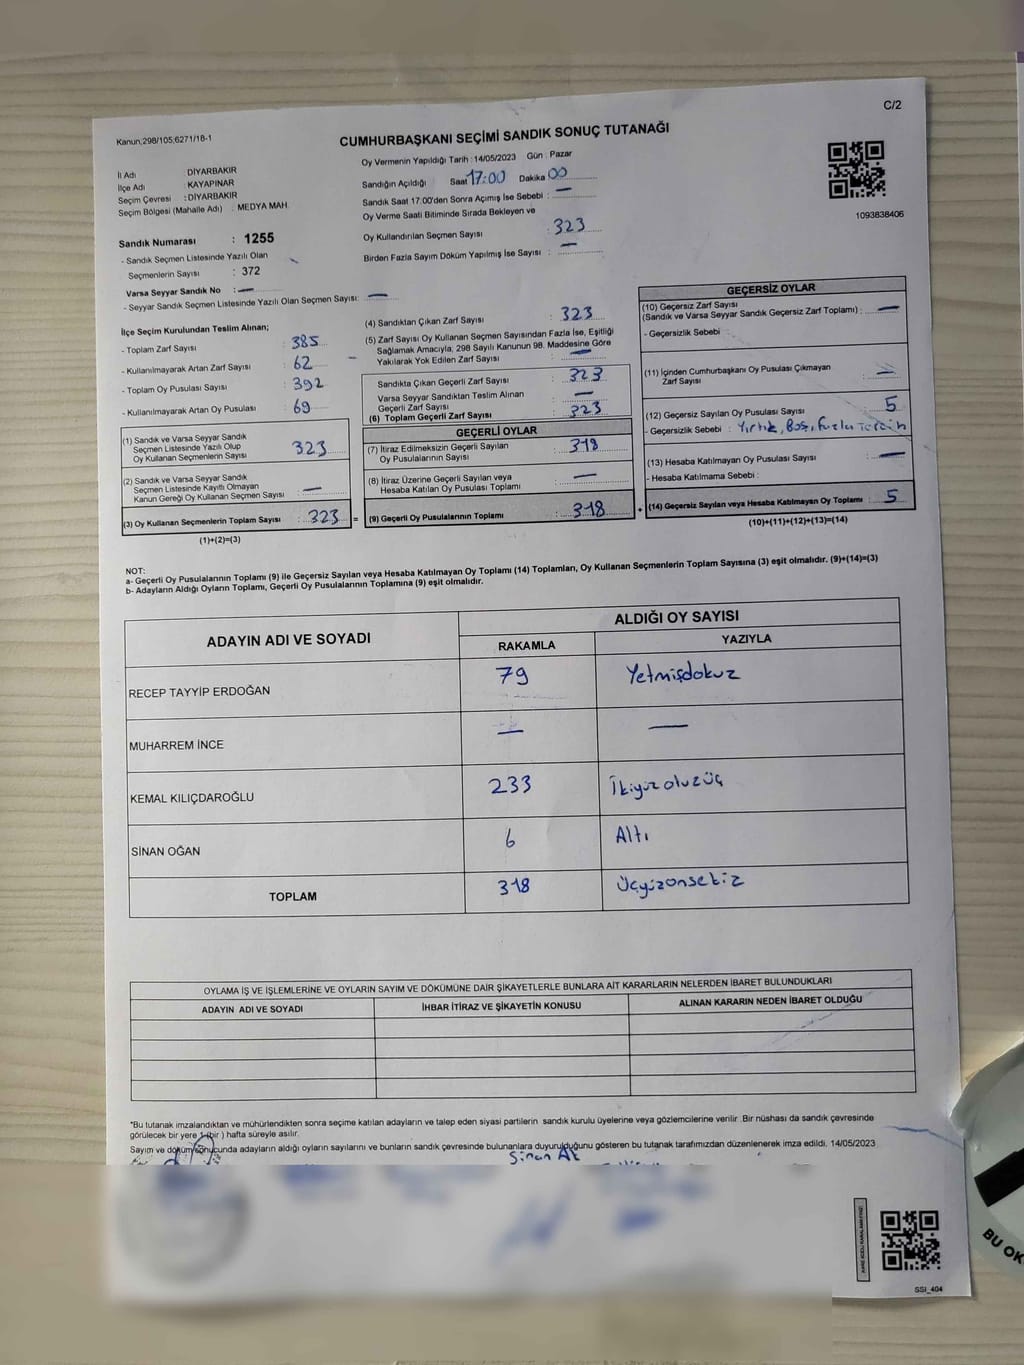 C/2
Kanun;298/105;6271/18-1
CUMHURBAŞKANI SEÇİMİ SANDIK SONUÇ TUTANAĞI
Oy Vermenin Yapıldığı Tarih : 14/05/2023 Gün : Pazar
İl Adı : DİYARBAKIR
İlçe Adı : KAYAPINAR
Seçim Çevresi : DİYARBAKIR
Seçim Bölgesi (Mahalle Adı) : MEDYA MAH.
Sandığın Açıldığı Saat 17:00 Dakika 00
Sandık Saat 17.00'den Sonra Açımış İse Sebebi : —
Oy Verme Saati Bitiminde Sırada Bekleyen ve
Oy Kullandırılan Seçmen Sayısı : 323
Birden Fazla Sayım Döküm Yapılmış İse Sayısı : —
1093838406
Sandık Numarası : 1255
- Sandık Seçmen Listesinde Yazılı Olan
Seçmenlerin Sayısı : 372
Varsa Seyyar Sandık No : —
- Seyyar Sandık Seçmen Listesinde Yazılı Olan Seçmen Sayısı: —
İlçe Seçim Kurulundan Teslim Alınan;
- Toplam Zarf Sayısı : 385
- Kullanılmayarak Artan Zarf Sayısı : 62
- Toplam Oy Pusulası Sayısı : 392
- Kullanılmayarak Artan Oy Pusulası : 69
(1) Sandık ve Varsa Seyyar Sandık
Seçmen Listesinde Yazılı Olup
Oy Kullanan Seçmenlerin Sayısı 323
(2) Sandık ve Varsa Seyyar Sandık
Seçmen Listesinde Kayıtlı Olmayan
Kanun Gereği Oy Kullanan Seçmen Sayısı : —
(3) Oy Kullanan Seçmenlerin Toplam Sayısı : 323
(1)+(2)=(3)
(4) Sandıktan Çıkan Zarf Sayısı : 323
(5) Zarf Sayısı Oy Kullanan Seçmen Sayısından Fazla İse, Eşitliği
Sağlamak Amacıyla, 298 Sayılı Kanunun 98. Maddesine Göre
Yakılarak Yok Edilen Zarf Sayısı : —
Sandıkta Çıkan Geçerli Zarf Sayısı : 323
Varsa Seyyar Sandıktan Teslim Alınan
Geçerli Zarf Sayısı : —
(6) Toplam Geçerli Zarf Sayısı : 323
GEÇERLİ OYLAR
(7) İtiraz Edilmeksizin Geçerli Sayılan
Oy Pusulalarının Sayısı : 318
(8) İtiraz Üzerine Geçerli Sayılan veya
Hesaba Katılan Oy Pusulası Toplamı : —
= (9) Geçerli Oy Pusulalarının Toplamı : 318 +
GEÇERSİZ OYLAR
(10) Geçersiz Zarf Sayısı
(Sandık ve Varsa Seyyar Sandık Geçersiz Zarf Toplamı) : —
- Geçersizlik Sebebi :
(11) İçinden Cumhurbaşkanı Oy Pusulası Çıkmayan
Zarf Sayısı : —
(12) Geçersiz Sayılan Oy Pusulası Sayısı : 5
- Geçersizlik Sebebi : Yırtık, Boş, Fazla Tercih
(13) Hesaba Katılmayan Oy Pusulası Sayısı : —
- Hesaba Katılmama Sebebi :
(14) Geçersiz Sayılan veya Hesaba Katılmayan Oy Toplamı : 5
(10)+(11)+(12)+(13)=(14)
NOT:
a- Geçerli Oy Pusulalarının Toplamı (9) ile Geçersiz Sayılan veya Hesaba Katılmayan Oy Toplamı (14) Toplamları, Oy Kullanan Seçmenlerin Toplam Sayısına (3) eşit olmalıdır. (9)+(14)=(3)
b- Adayların Aldığı Oyların Toplamı, Geçerli Oy Pusulalarının Toplamına (9) eşit olmalıdır.
ADAYIN ADI VE SOYADI
ALDIĞI OY SAYISI
RAKAMLA YAZIYLA
RECEP TAYYİP ERDOĞAN 79 Yetmişdokuz
MUHARREM İNCE — —
KEMAL KILIÇDAROĞLU 233 İkiyüzotuzüç
SİNAN OĞAN 6 Altı
TOPLAM 318 Üçyüzonsekiz
OYLAMA İŞ VE İŞLEMLERİNE VE OYLARIN SAYIM VE DÖKÜMÜNE DAİR ŞİKAYETLERLE BUNLARA AİT KARARLARIN NELERDEN İBARET BULUNDUKLARI
ADAYIN ADI VE SOYADI İHBAR İTİRAZ VE ŞİKAYETİN KONUSU ALINAN KARARIN NEDEN İBARET OLDUĞU
*Bu tutanak imzalandıktan ve mühürlendikten sonra seçime katılan adayların ve talep eden siyasi partilerin sandık kurulu üyelerine veya gözlemcilerine verilir .Bir nüshası da sandık çevresinde
görülecek bir yere 1 (bir ) hafta süreyle asılır.
Sayım ve döküm sonucunda adayların aldığı oyların sayılarını ve bunların sandık çevresinde bulunanlara duyurulduğunu gösteren bu tutanak tarafımızdan düzenlenerek imza edildi. 14/05/2023
Sinan AK
SSI_404
BU OK